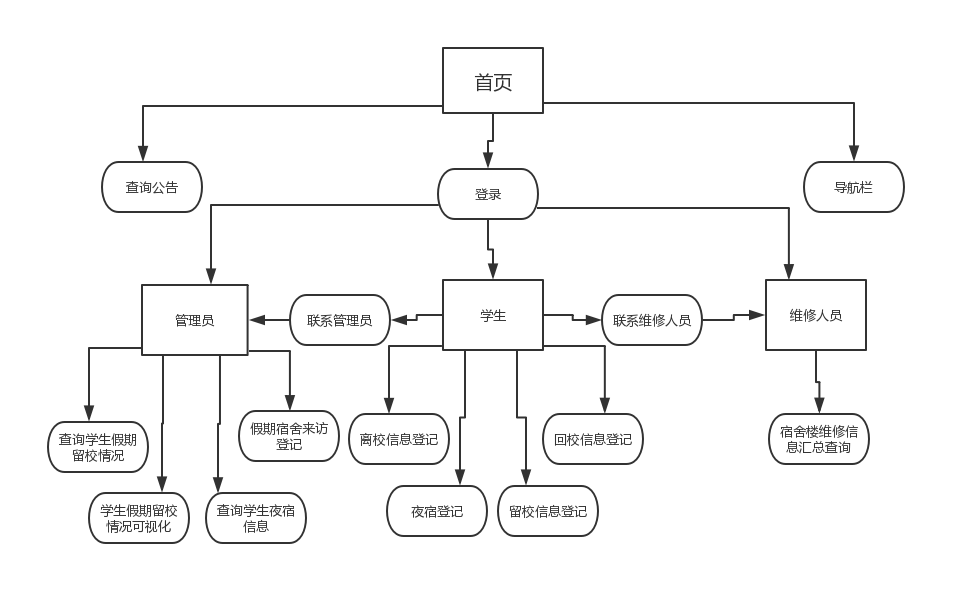 首页
查询公告
登录
导航栏
管理员
联系管理员
学生
联系维修人员
维修人员
查询学生假期
留校情况
假期宿舍来访
登记
离校信息登记
回校信息登记
宿舍楼维修信
息汇总查询
学生假期留校
情况可视化
查询学生夜宿
信息
夜宿登记
留校信息登记